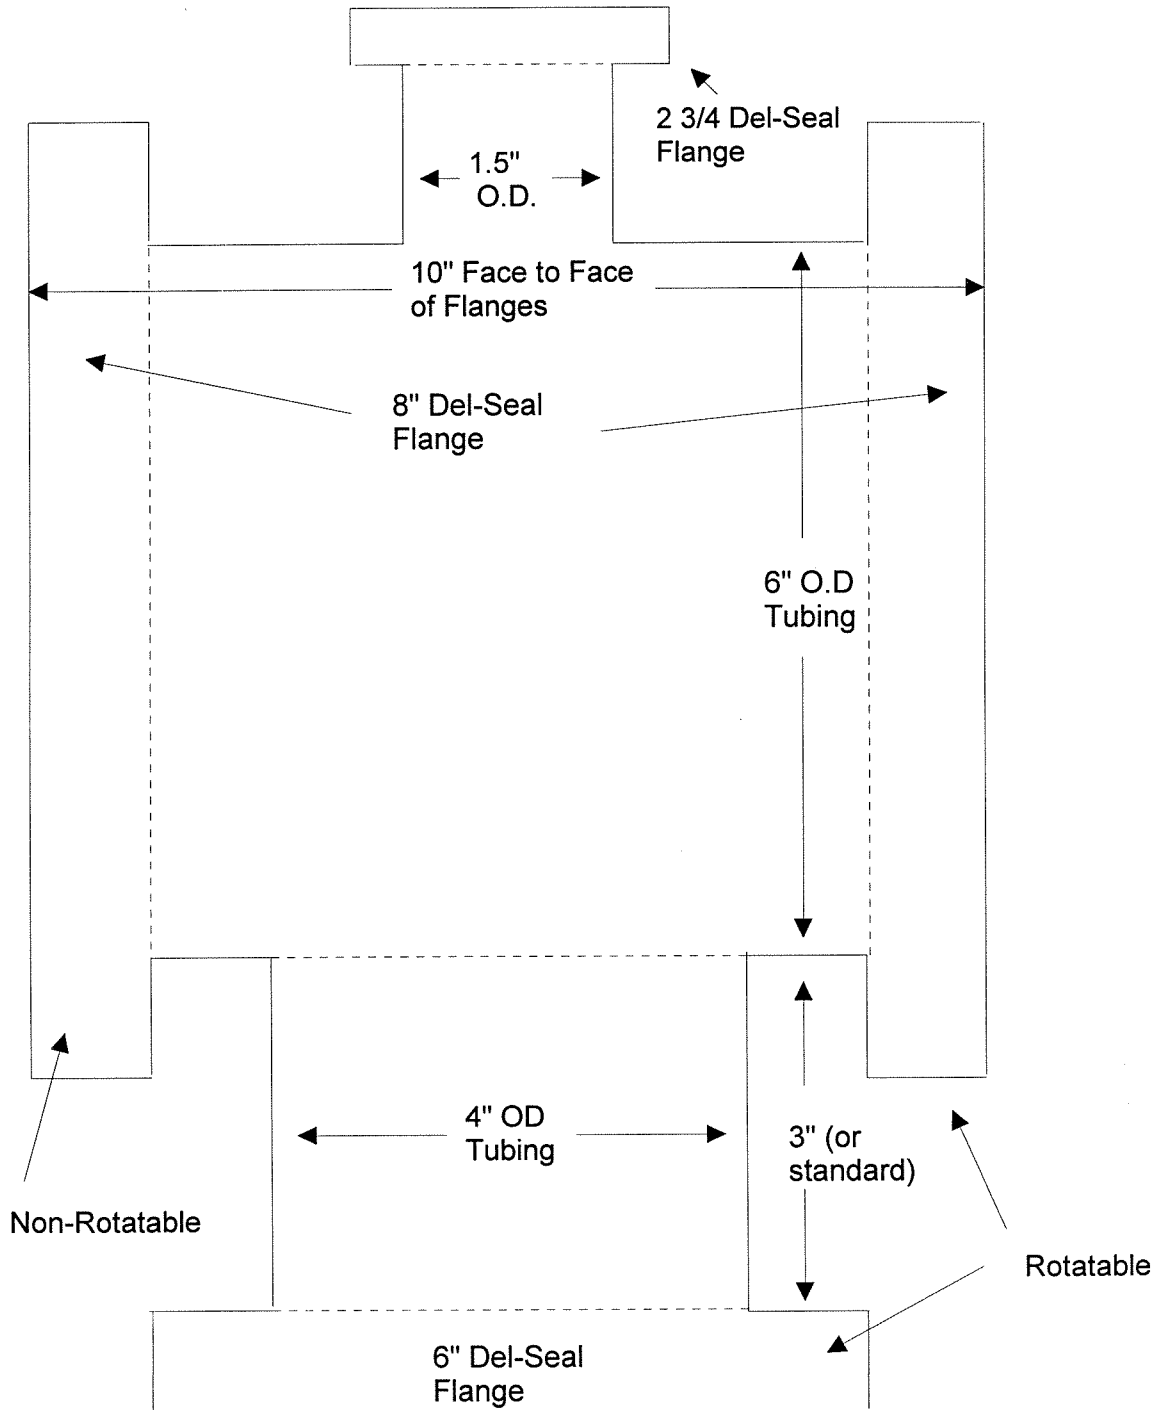 2 3/4 Del-Seal
Flange
1.5"
O.D.
10" Face to Face
of Flanges
8" Del-Seal
Flange
6" O.D
Tubing
4" OD
Tubing
3" (or
standard)
Non-Rotatable
Rotatable
6" Del-Seal
Flange